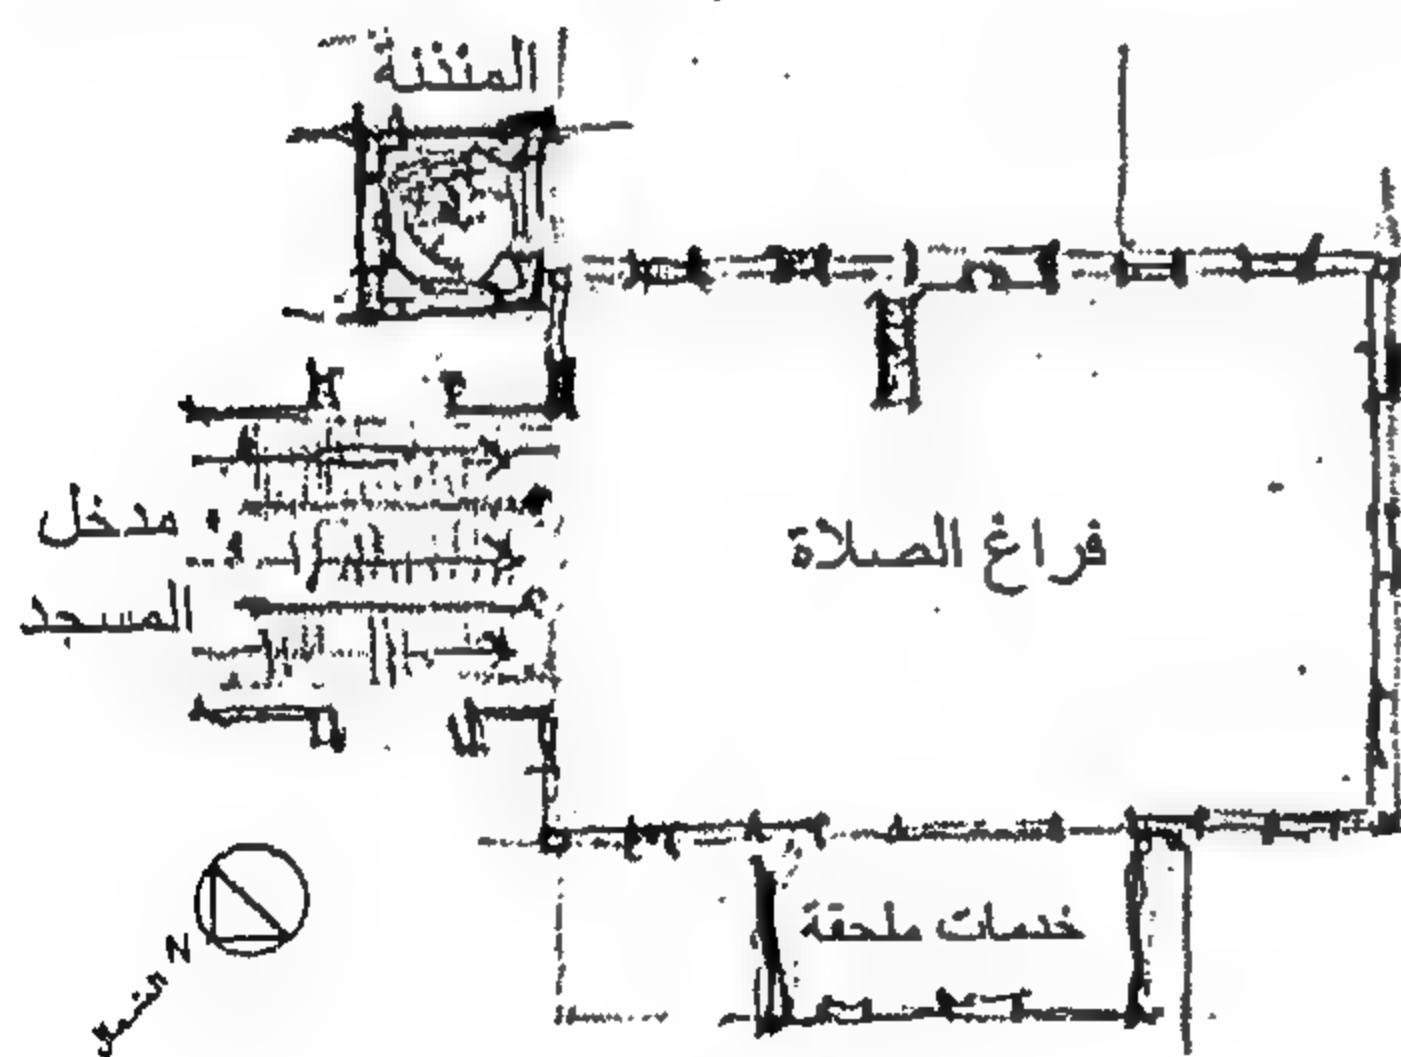 المئذنة
مدخل
المسجد
فراغ الصلاة
خدمات ملحقة
N
الشمال